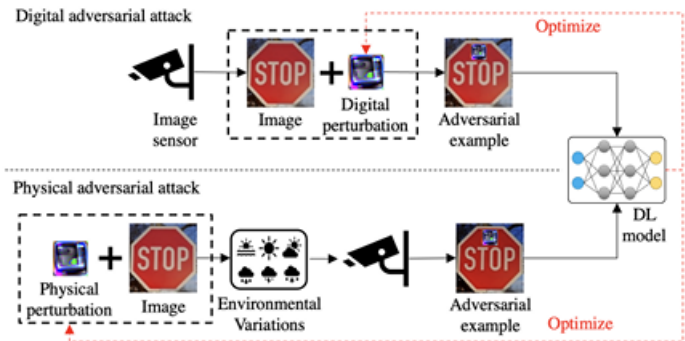 Digital adversarial attack
Optimize
STOP
STOP
Image
sensor
Image
Digital
perturbation
Adversarial
example
DL
model
Physical adversarial attack
STOP
STOP
Physical
perturbation
Image
Environmental
Variations
Adversarial
example
Optimize